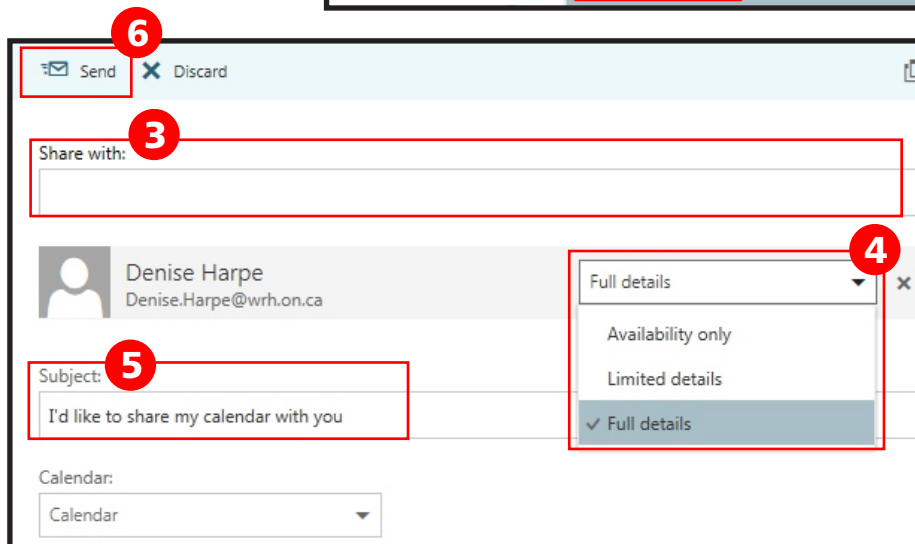 6
Send Discard
3
Share with:
4
Denise Harpe
Denise.Harpe@wrh.on.ca
Full details
Availability only
Limited details
Full details
5
Subject:
I'd like to share my calendar with you
Calendar:
Calendar